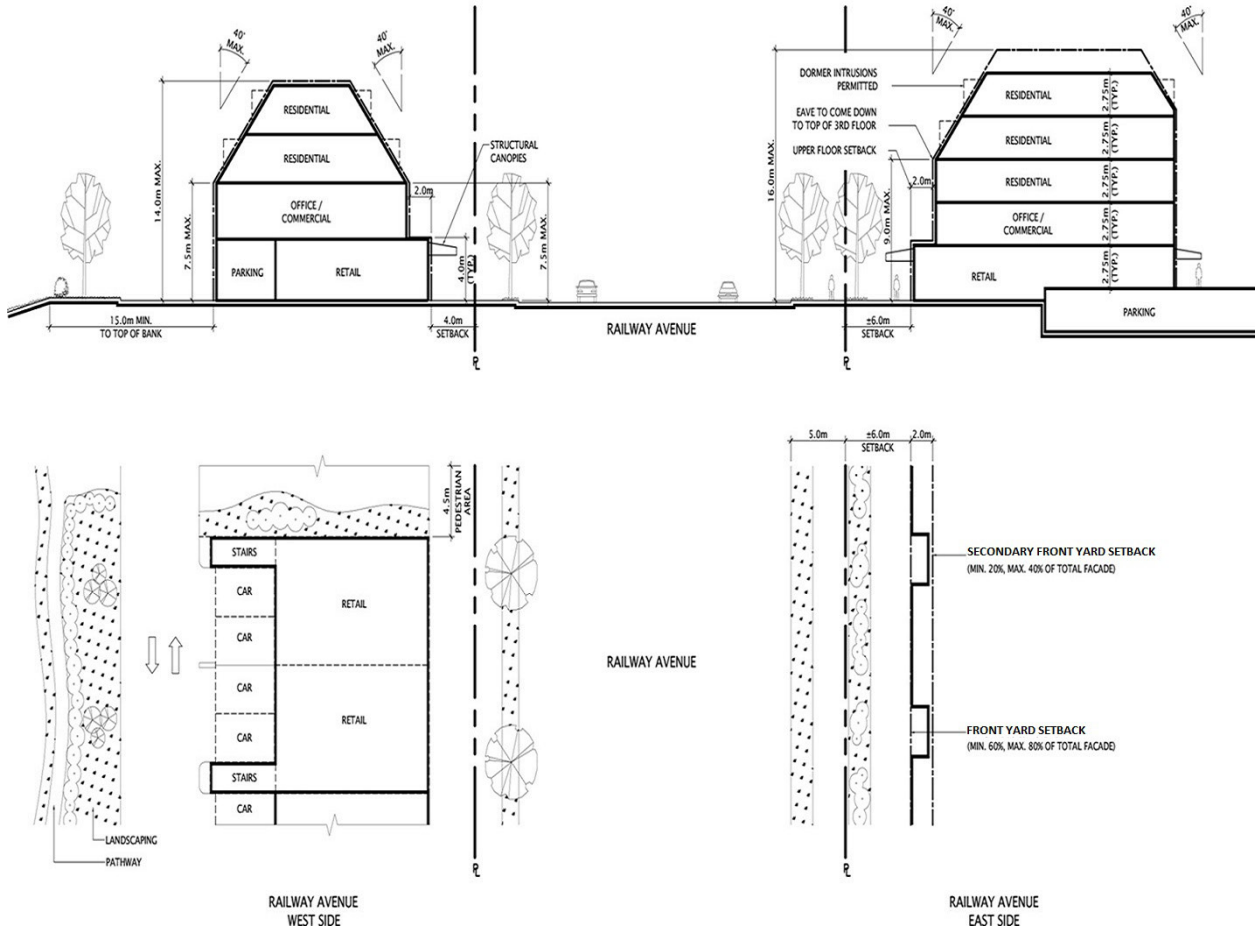 40'
MAX.
40'
MAX.
14.0m MAX.
7.5m MAX.
RESIDENTIAL
RESIDENTIAL
OFFICE /
COMMERCIAL
PARKING
RETAIL
2.0m
STRUCTURAL
CANOPIES
4.0m
(TYP.)
7.5m MAX.
15.0m MIN.
TO TOP OF BANK
4.0m
SETBACK
RAILWAY AVENUE
40'
MAX.
40'
MAX.
16.0m MAX.
DORMER INTRUSIONS
PERMITTED
EAVE TO COME DOWN
TO TOP OF 3RD FLOOR
UPPER FLOOR SETBACK
2.0m
9.0m MAX.
RESIDENTIAL
RESIDENTIAL
RESIDENTIAL
OFFICE /
COMMERCIAL
RETAIL
2.75m
(TYP.)
2.75m
(TYP.)
2.75m
(TYP.)
2.75m
(TYP.)
2.75m
(TYP.)
PARKING
±6.0m
SETBACK
PL
PL
4.5m
PEDESTRIAN
AREA
STAIRS
CAR
CAR
CAR
CAR
STAIRS
CAR
RETAIL
RETAIL
LANDSCAPING
PATHWAY
PL
RAILWAY AVENUE
WEST SIDE
RAILWAY AVENUE
5.0m
±6.0m
SETBACK
2.0m
SECONDARY FRONT YARD SETBACK
(MIN. 20%, MAX. 40% OF TOTAL FACADE)
FRONT YARD SETBACK
(MIN. 60%, MAX. 80% OF TOTAL FACADE)
PL
RAILWAY AVENUE
EAST SIDE